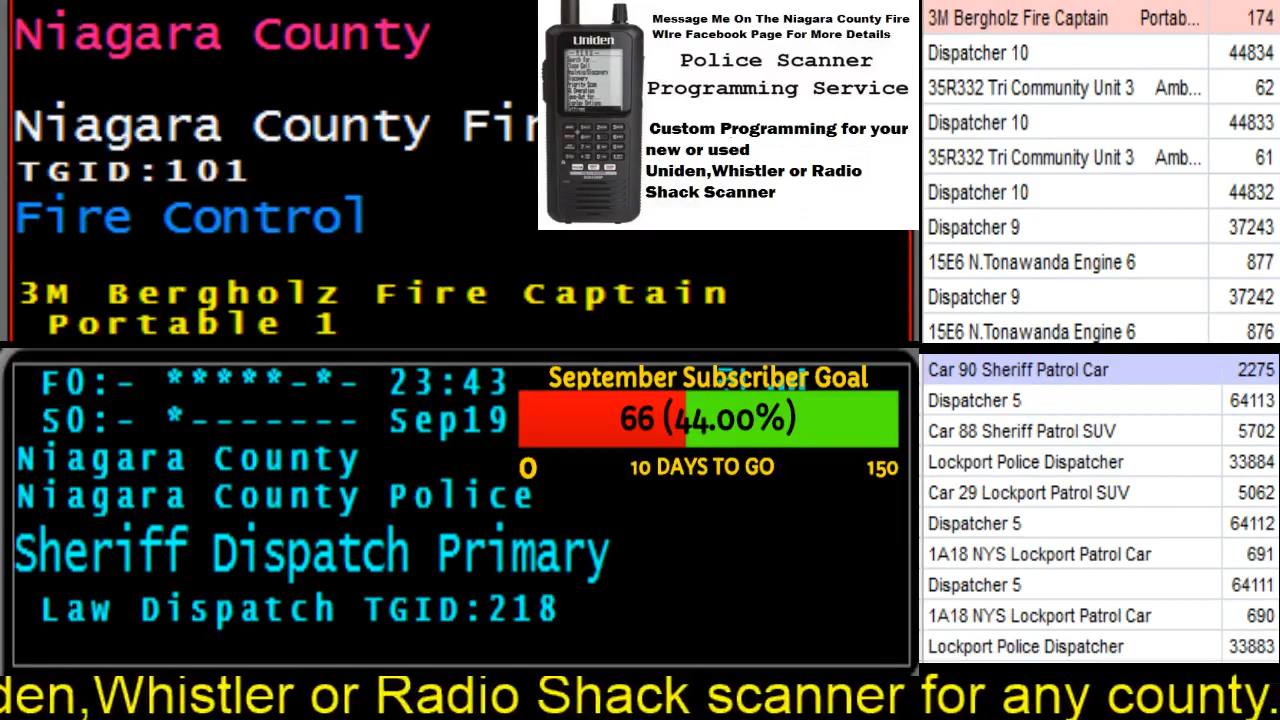 Niagara County
Niagara County Fir
TGID:101
Fire Control
3M Bergholz Fire Captain
Portable 1
Uniden
Message Me On The Niagara County Fire
WIre Facebook Page For More Details
Police Scanner
Programming Service
Custom Programming for your
new or used
Uniden,Whistler or Radio
Shack Scanner
3M Bergholz Fire Captain Portab... 174
Dispatcher 10 44834
35R332 Tri Community Unit 3 Amb... 62
Dispatcher 10 44833
35R332 Tri Community Unit 3 Amb... 61
Dispatcher 10 44832
Dispatcher 9 37243
15E6 N.Tonawanda Engine 6 877
Dispatcher 9 37242
15E6 N.Tonawanda Engine 6 876
F0:- *****-*- 23:43
S0:- *------- Sep19
Niagara County
Niagara County Police
Sheriff Dispatch Primary
Law Dispatch TGID:218
September Subscriber Goal
66 (44.00%)
0 10 DAYS TO GO 150
Car 90 Sheriff Patrol Car 2275
Dispatcher 5 64113
Car 88 Sheriff Patrol SUV 5702
Lockport Police Dispatcher 33884
Car 29 Lockport Patrol SUV 5062
Dispatcher 5 64112
1A18 NYS Lockport Patrol Car 691
Dispatcher 5 64111
1A18 NYS Lockport Patrol Car 690
Lockport Police Dispatcher 33883
den,Whistler or Radio Shack scanner for any county.